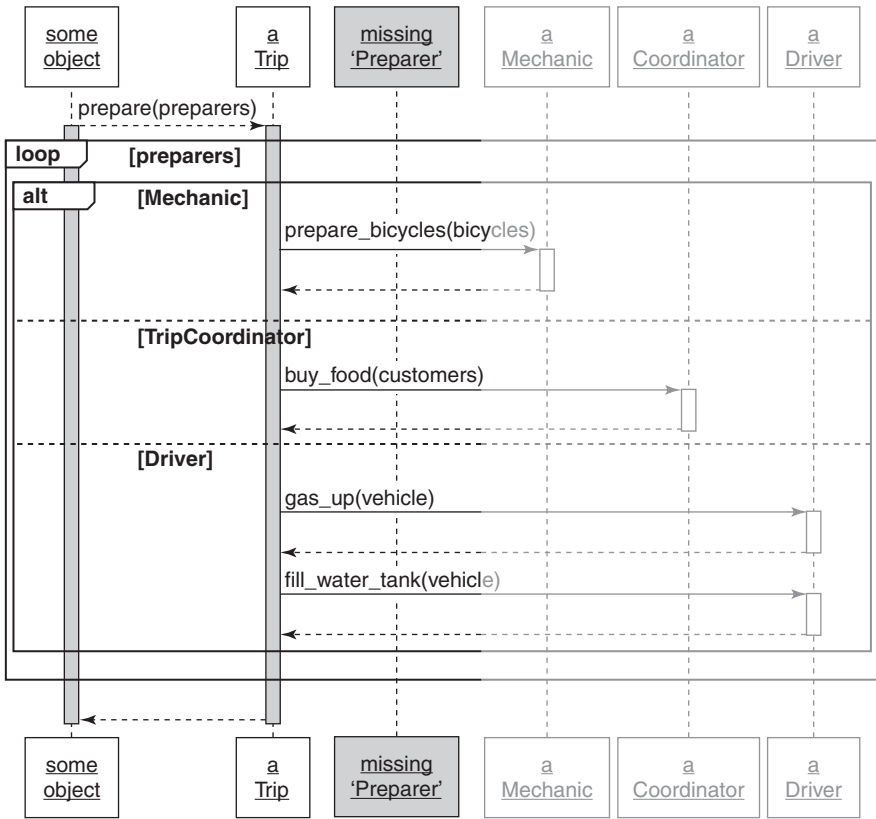 some
object
a
Trip
missing
‘Preparer’
a
Mechanic
a
Coordinator
a
Driver
prepare(preparers)
loop
[preparers]
alt
[Mechanic]
prepare_bicycles(bicycles)
[TripCoordinator]
buy_food(customers)
[Driver]
gas_up(vehicle)
fill_water_tank(vehicle)
some
object
a
Trip
missing
‘Preparer’
a
Mechanic
a
Coordinator
a
Driver